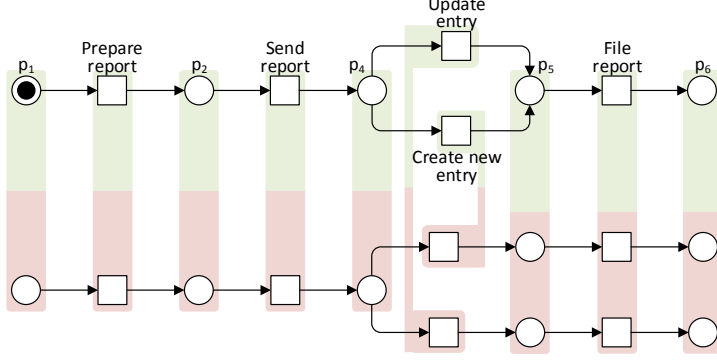 Update
entry
p1
Prepare
report
p2
Send
report
p4
p5
File
report
p6
Create new
entry